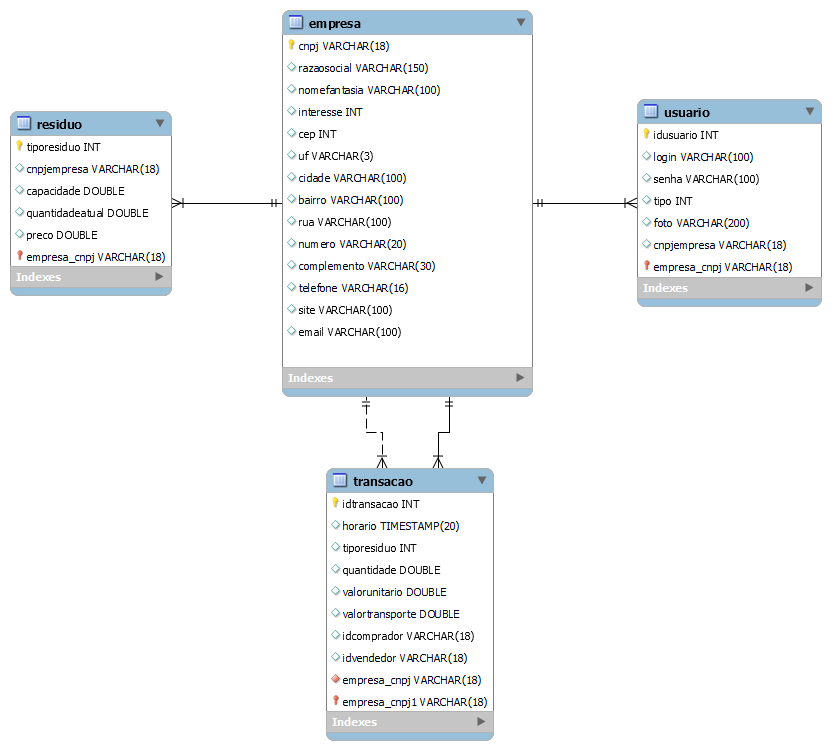 empresa
cnpj VARCHAR(18)
razaosocial VARCHAR(150)
nomefantasia VARCHAR(100)
interesse INT
cep INT
uf VARCHAR(3)
cidade VARCHAR(100)
bairro VARCHAR(100)
rua VARCHAR(100)
numero VARCHAR(20)
complemento VARCHAR(30)
telefone VARCHAR(16)
site VARCHAR(100)
email VARCHAR(100)
Indexes
residuo
tiporesiduo INT
cnpjempresa VARCHAR(18)
capacidade DOUBLE
quantidadeatual DOUBLE
preco DOUBLE
empresa_cnpj VARCHAR(18)
Indexes
usuario
idusuario INT
login VARCHAR(100)
senha VARCHAR(100)
tipo INT
foto VARCHAR(200)
cnpjempresa VARCHAR(18)
empresa_cnpj VARCHAR(18)
Indexes
transacao
idtransacao INT
horario TIMESTAMP(20)
tiporesiduo INT
quantidade DOUBLE
valorunitario DOUBLE
valortransporte DOUBLE
idcomprador VARCHAR(18)
idvendedor VARCHAR(18)
empresa_cnpj VARCHAR(18)
empresa_cnpj1 VARCHAR(18)
Indexes